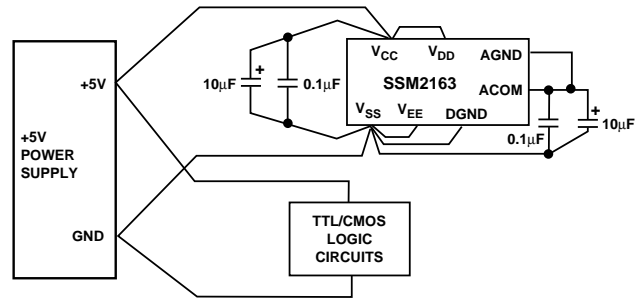 +5V
+5V
POWER
SUPPLY
GND
10μF
+
0.1μF
VCC
VDD
AGND
SSM2163
ACOM
VSS
VEE
DGND
0.1μF
+
10μF
TTL/CMOS
LOGIC
CIRCUITS